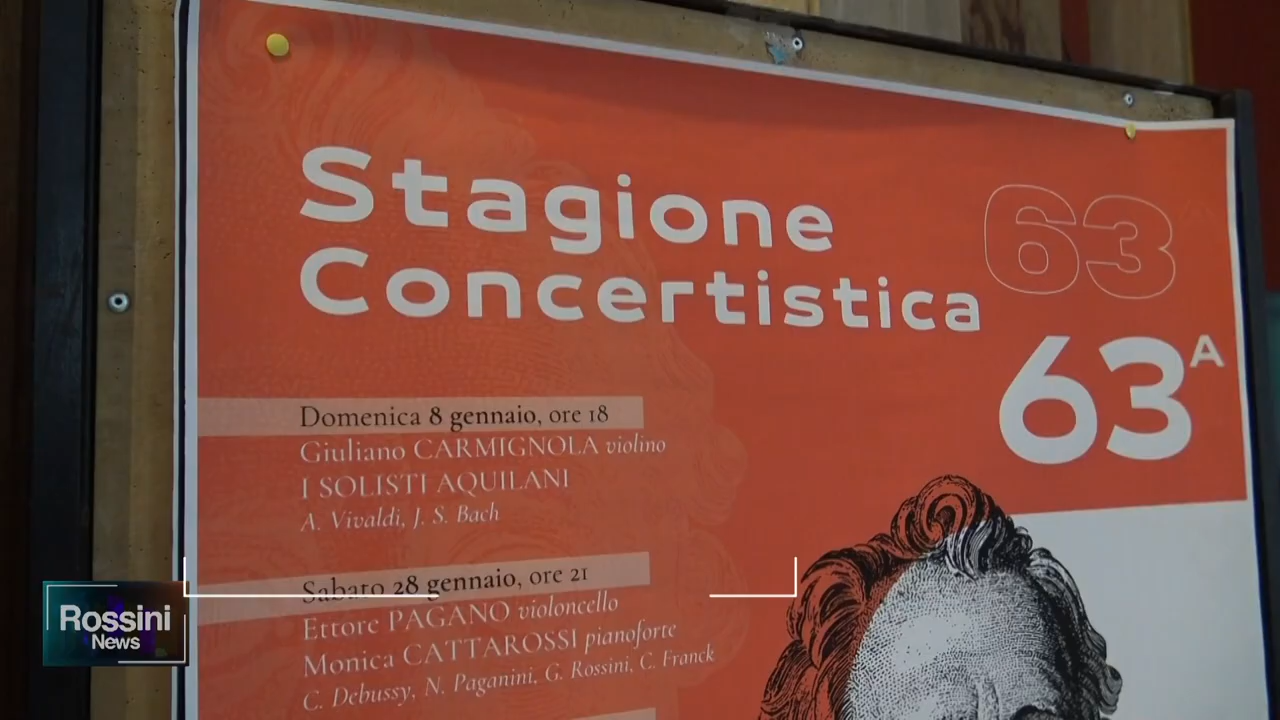 Stagione
Concertistica
63
63A
Domenica 8 gennaio, ore 18
Giuliano CARMIGNOLA violino
I SOLISTI AQUILANI
A. Vivaldi, J. S. Bach
Sabato 28 gennaio, ore 21
Ettore PAGANO violoncello
Monica CATTAROSSI pianoforte
C. Debussy, N. Paganini, G. Rossini, C. Franck
Rossini
News